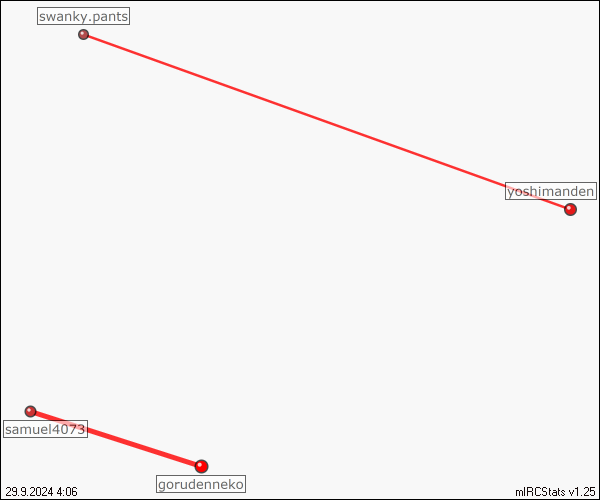 swanky.pants
yoshimanden
samuel4073
gorudenneko
29.9.2024 4:06
mIRCStats v1.25